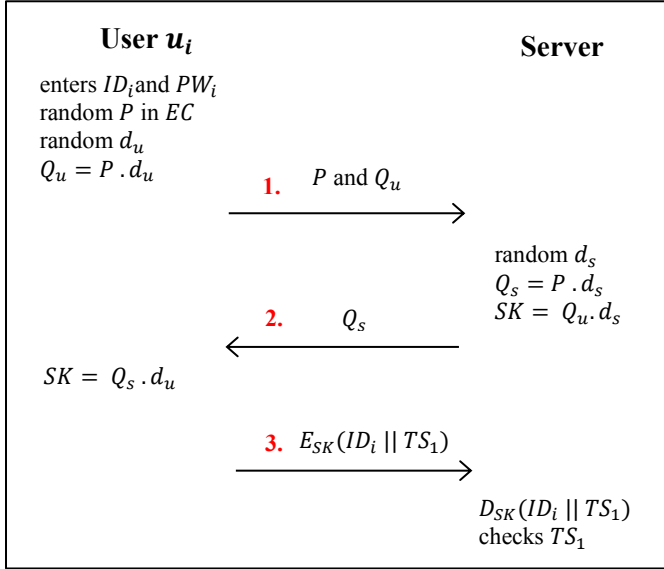 User u_i
Server
enters ID_i and PW_i
random P in EC
random d_u
Q_u = P . d_u
1. P and Q_u
random d_s
Q_s = P . d_s
SK = Q_u. d_s
2. Q_s
SK = Q_s . d_u
3. E_SK(ID_i || TS_1)
D_SK(ID_i || TS_1)
checks TS_1